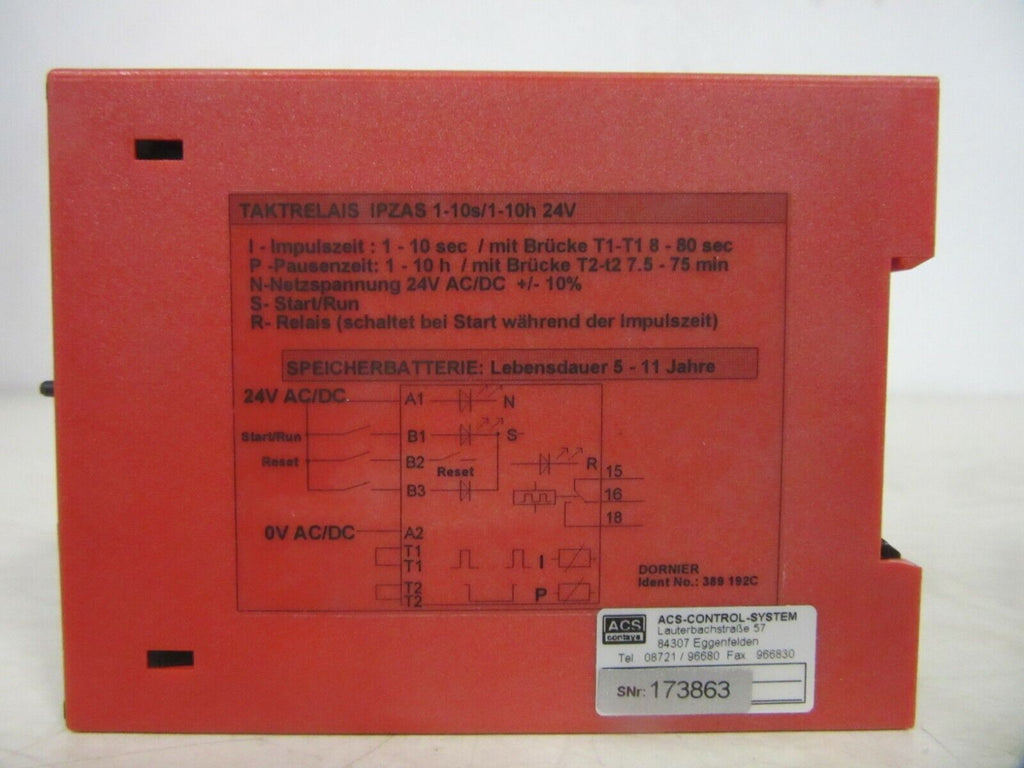 TAKTRELAIS IPZAS 1-10s/1-10h 24V
I - Impulszeit : 1 - 10 sec / mit Brücke T1-T1 8 - 80 sec
P -Pausenzeit: 1 - 10 h / mit Brücke T2-t2 7.5 - 75 min
N-Netzspannung 24V AC/DC +/- 10%
S- Start/Run
R- Relais (schaltet bei Start während der Impulszeit)
SPEICHERBATTERIE: Lebensdauer 5 - 11 Jahre
24V AC/DC A1 N
Start/Run B1 S
Reset B2 Reset R 15
B3 16
18
0V AC/DC A2
T1
T1 I
T2 P
T2
DORNIER
Ident No.: 389 192C
ACS
contsys
ACS-CONTROL-SYSTEM
Lauterbachstraße 57
84307 Eggenfelden
Tel 08721 / 96680 Fax 966830
SNr: 173863